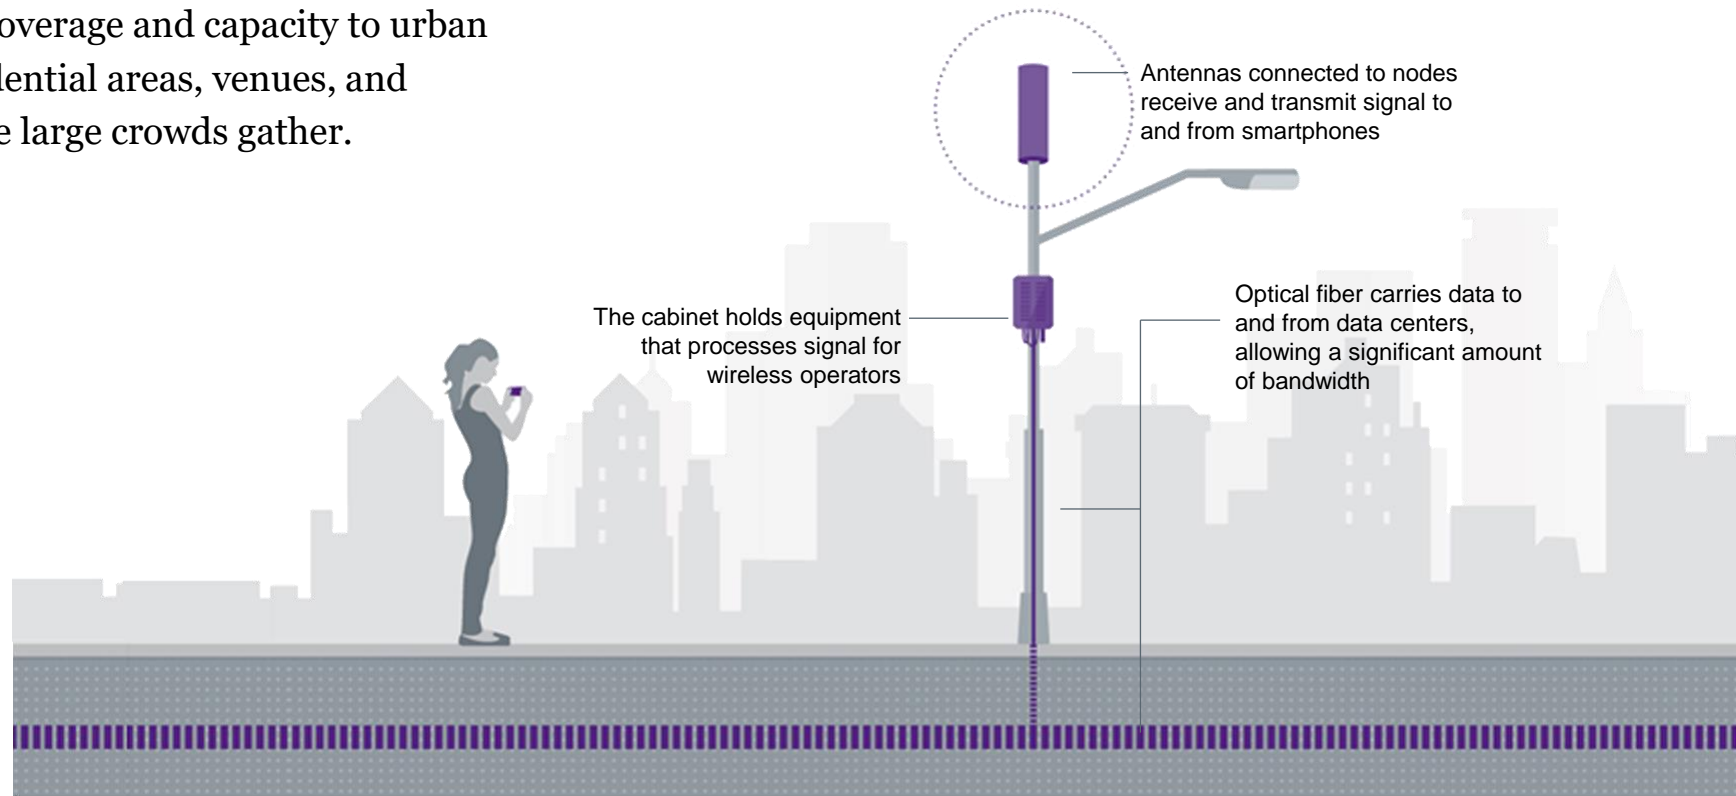 overage and capacity to urban
dential areas, venues, and
e large crowds gather.
Antennas connected to nodes
receive and transmit signal to
and from smartphones
The cabinet holds equipment
that processes signal for
wireless operators
Optical fiber carries data to
and from data centers,
allowing a significant amount
of bandwidth